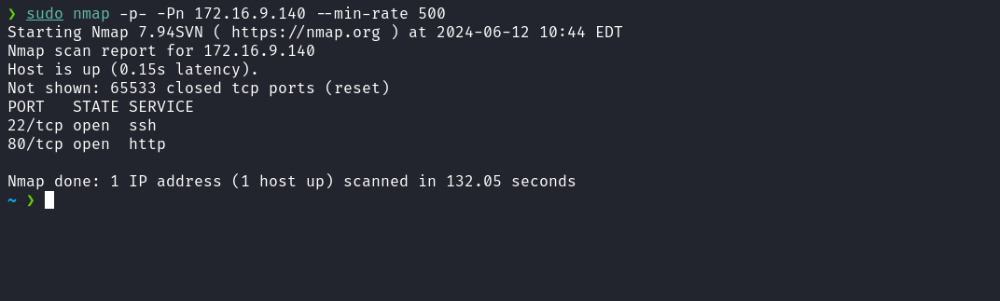 ❯ sudo nmap -p- -Pn 172.16.9.140 --min-rate 500
Starting Nmap 7.94SVN ( https://nmap.org ) at 2024-06-12 10:44 EDT
Nmap scan report for 172.16.9.140
Host is up (0.15s latency).
Not shown: 65533 closed tcp ports (reset)
PORT   STATE SERVICE
22/tcp open  ssh
80/tcp open  http
Nmap done: 1 IP address (1 host up) scanned in 132.05 seconds
~ ❯